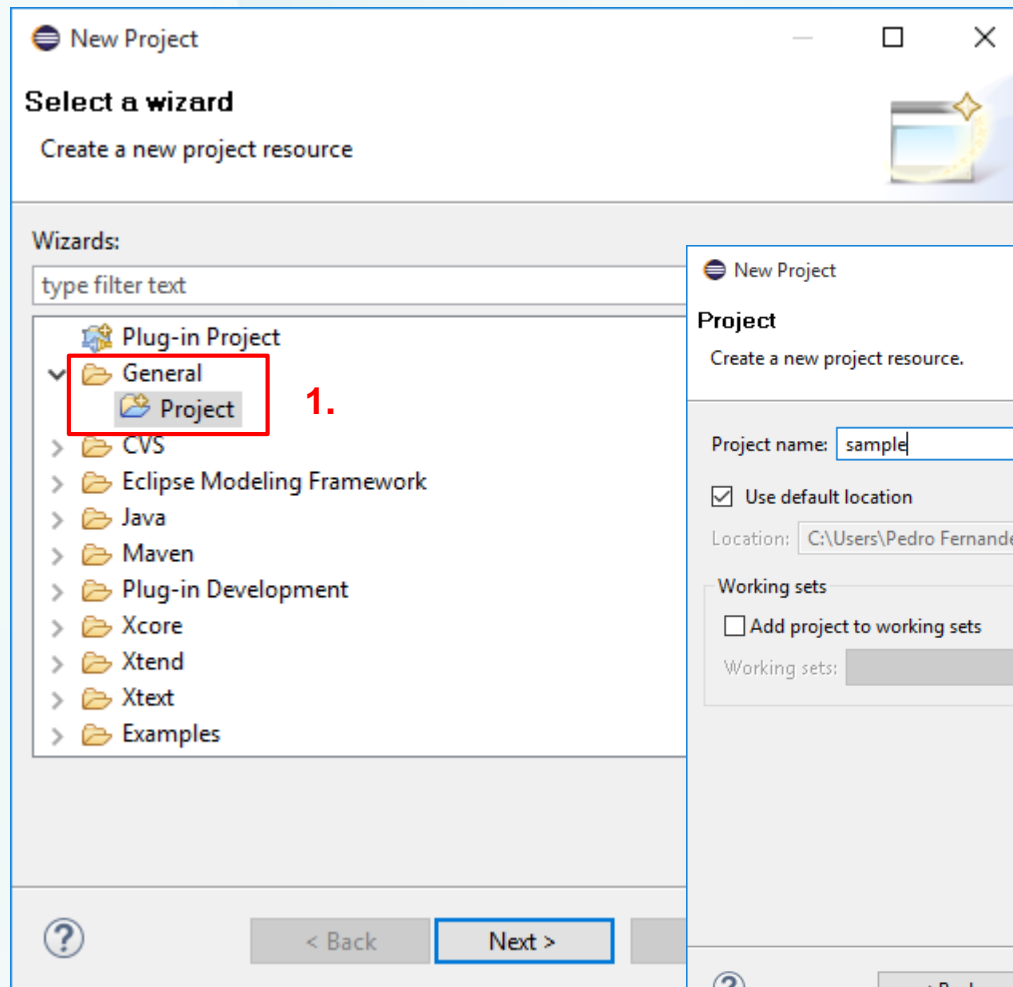 New Project
Select a wizard
Create a new project resource
Wizards:
type filter text
Plug-in Project
General
Project
1.
CVS
Eclipse Modeling Framework
Java
Maven
Plug-in Development
Xcore
Xtend
Xtext
Examples
< Back
Next >
New Project
Project
Create a new project resource.
Project name: sample
Use default location
Location: C:\Users\Pedro Fernande
Working sets
Add project to working sets
Working sets: